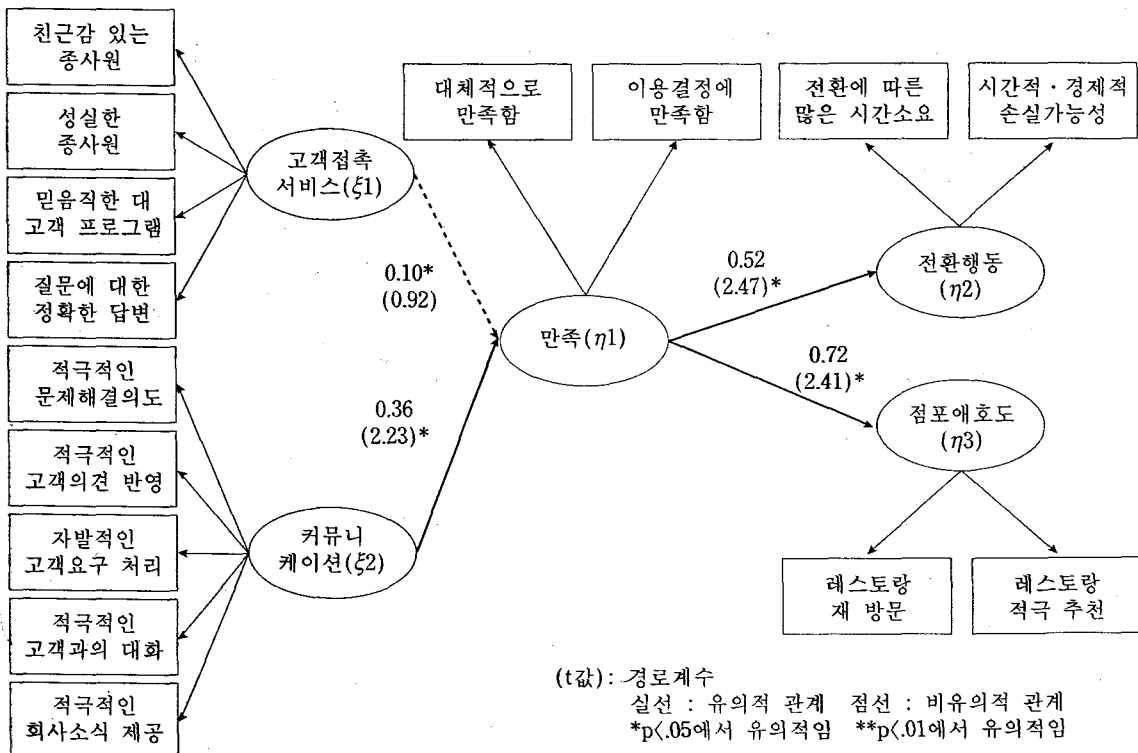 친근감 있는
종사원
성실한
종사원
믿음직한 대
고객 프로그램
질문에 대한
정확한 답변
적극적인
문제해결의도
적극적인
고객의견 반영
자발적인
고객요구 처리
적극적인
고객과의 대화
적극적인
회사소식 제공
고객접촉
서비스(ξ1)
커뮤니
케이션(ξ2)
0.10*
(0.92)
0.36
(2.23)*
대체적으로
만족함
이용결정에
만족함
만족(η1)
0.52
(2.47)*
0.72
(2.41)*
전환에 따른
많은 시간소요
시간적·경제적
손실가능성
전환행동
(η2)
점포애호도
(η3)
레스토랑
재 방문
레스토랑
적극 추천
(t값): 경로계수
실선 : 유의적 관계 점선 : 비유의적 관계
*p<.05에서 유의적임 **p<.01에서 유의적임